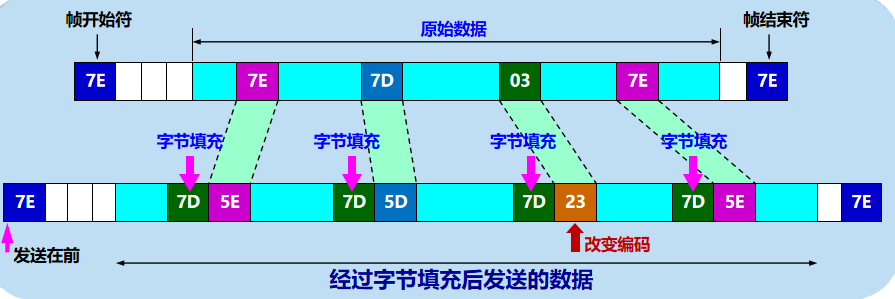 帧开始符
原始数据
帧结束符
7E 7E 7D 03 7E 7E
字节填充 字节填充 字节填充 字节填充
7E 7D 5E 7D 5D 7D 23 7D 5E 7E
发送在前
改变编码
经过字节填充后发送的数据